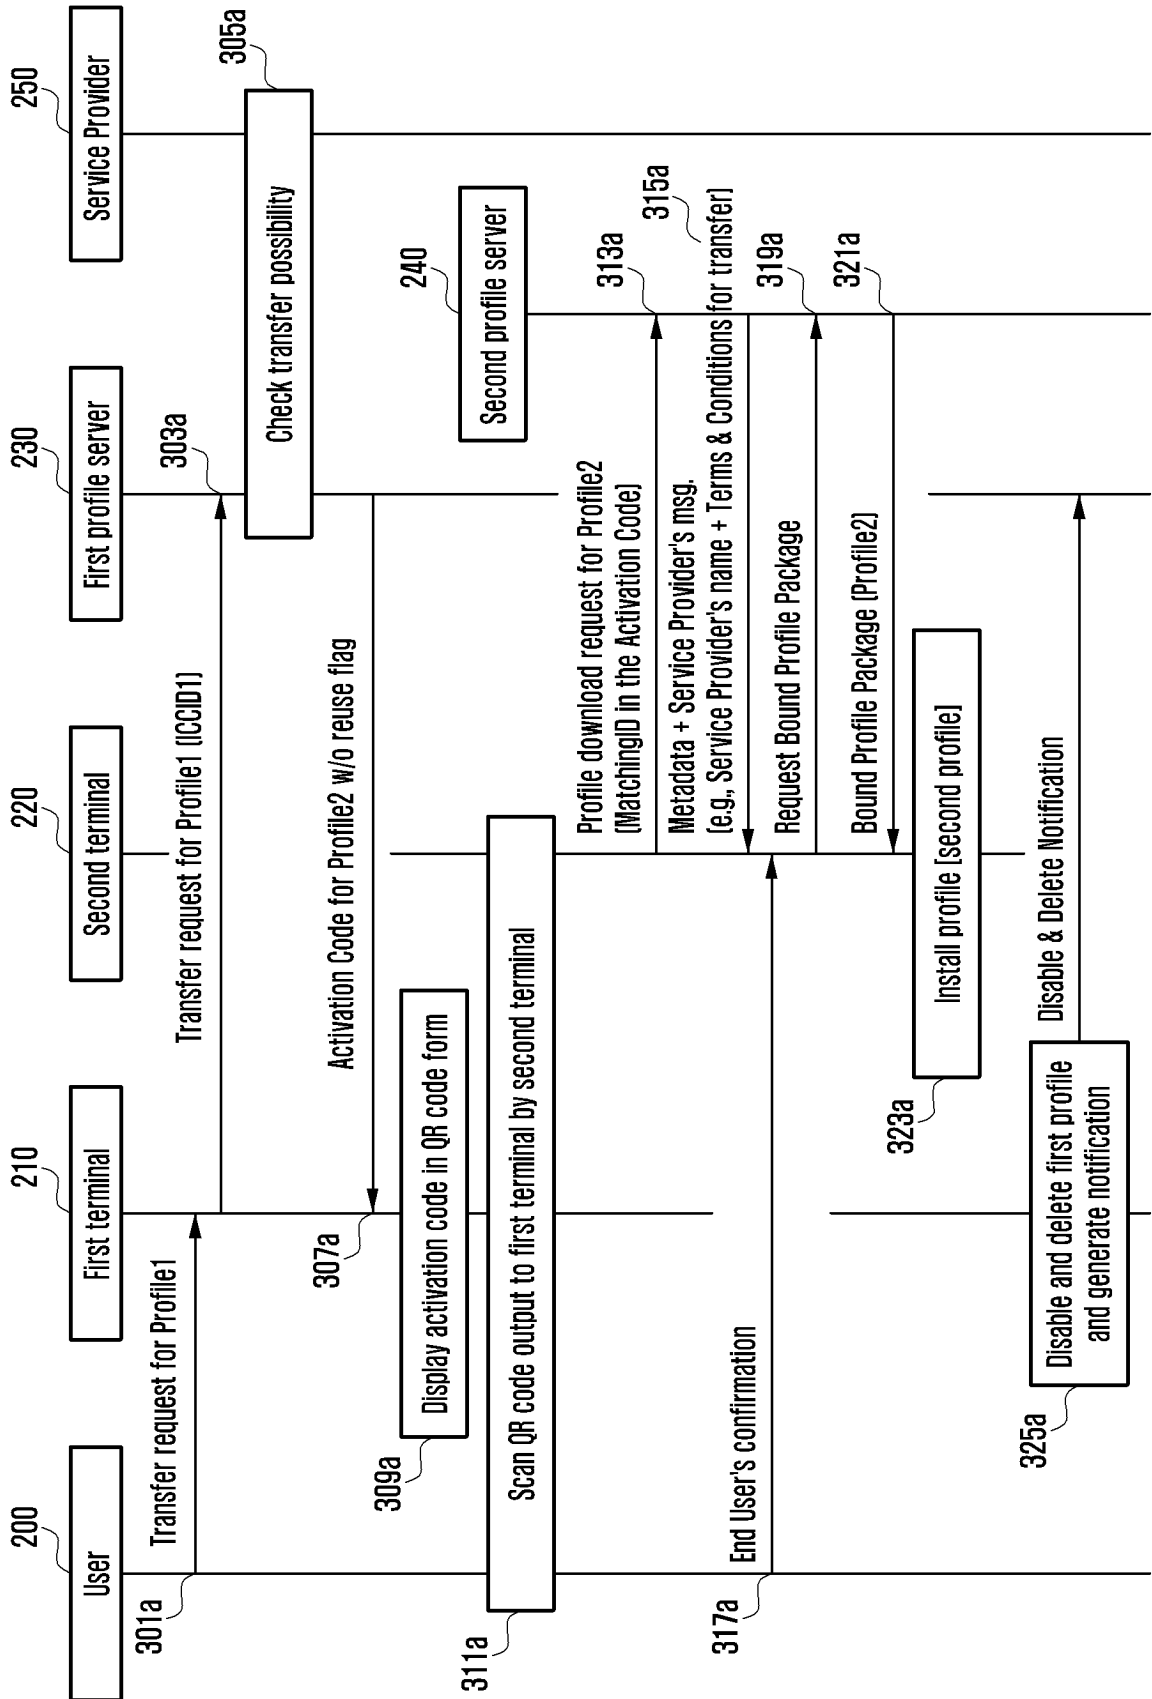 200
User
210
First terminal
220
Second terminal
230
First profile server
250
Service Provider
301a
Transfer request for Profile1
Transfer request for Profile1 (ICCID1)
303a
Check transfer possibility
305a
307a
Activation Code for Profile2 w/o reuse flag
309a
Display activation code in QR code form
240
Second profile server
311a
Scan QR code output to first terminal by second terminal
Profile download request for Profile2
(MatchingID in the Activation Code)
313a
Metadata + Service Provider's msg.
(e.g., Service Provider's name + Terms & Conditions for transfer)
315a
317a
End User's confirmation
Request Bound Profile Package
319a
Bound Profile Package (Profile2)
321a
323a
Install profile [second profile]
325a
Disable and delete first profile
and generate notification
Disable & Delete Notification